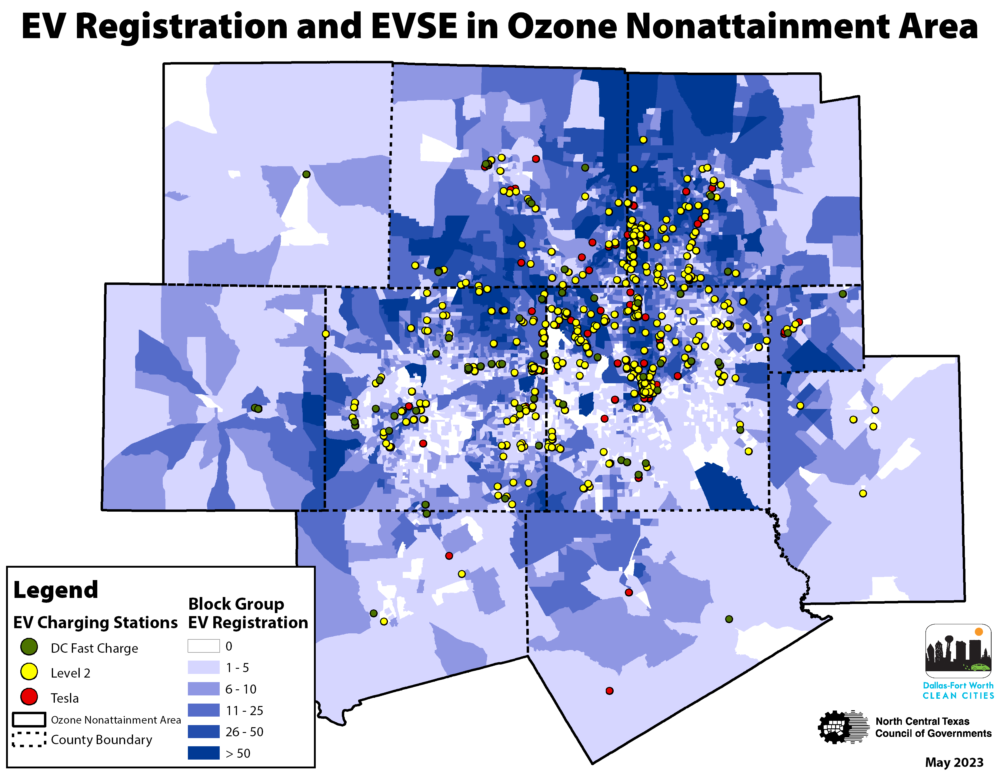 EV Registration and EVSE in Ozone Nonattainment Area
Legend
EV Charging Stations
DC Fast Charge
Level 2
Tesla
Ozone Nonattainment Area
County Boundary
Block Group
EV Registration
0
1 - 5
6 - 10
11 - 25
26 - 50
> 50
Dallas-Fort Worth
CLEAN CITIES
North Central Texas
Council of Governments
May 2023